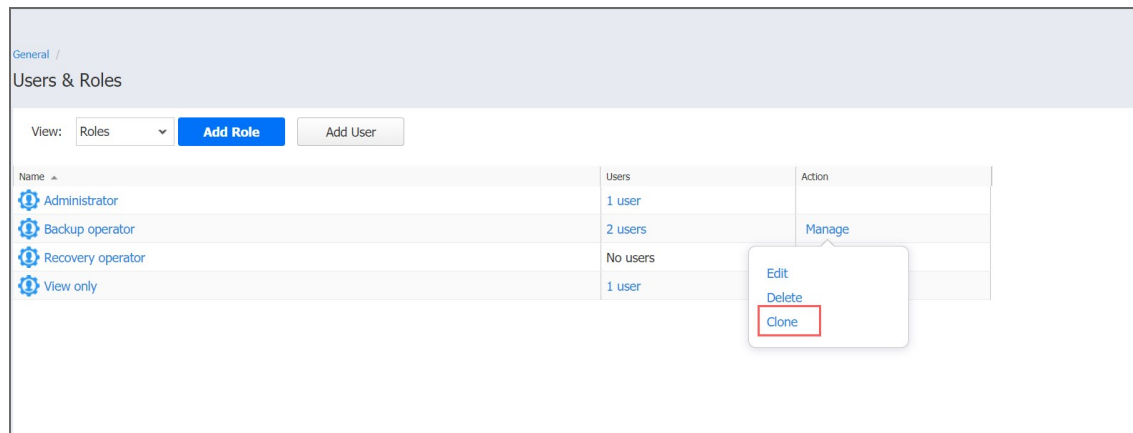 General /
Users & Roles
View: Roles Add Role Add User
Name Users Action
Administrator 1 user
Backup operator 2 users Manage
Recovery operator No users
View only 1 user
Edit
Delete
Clone